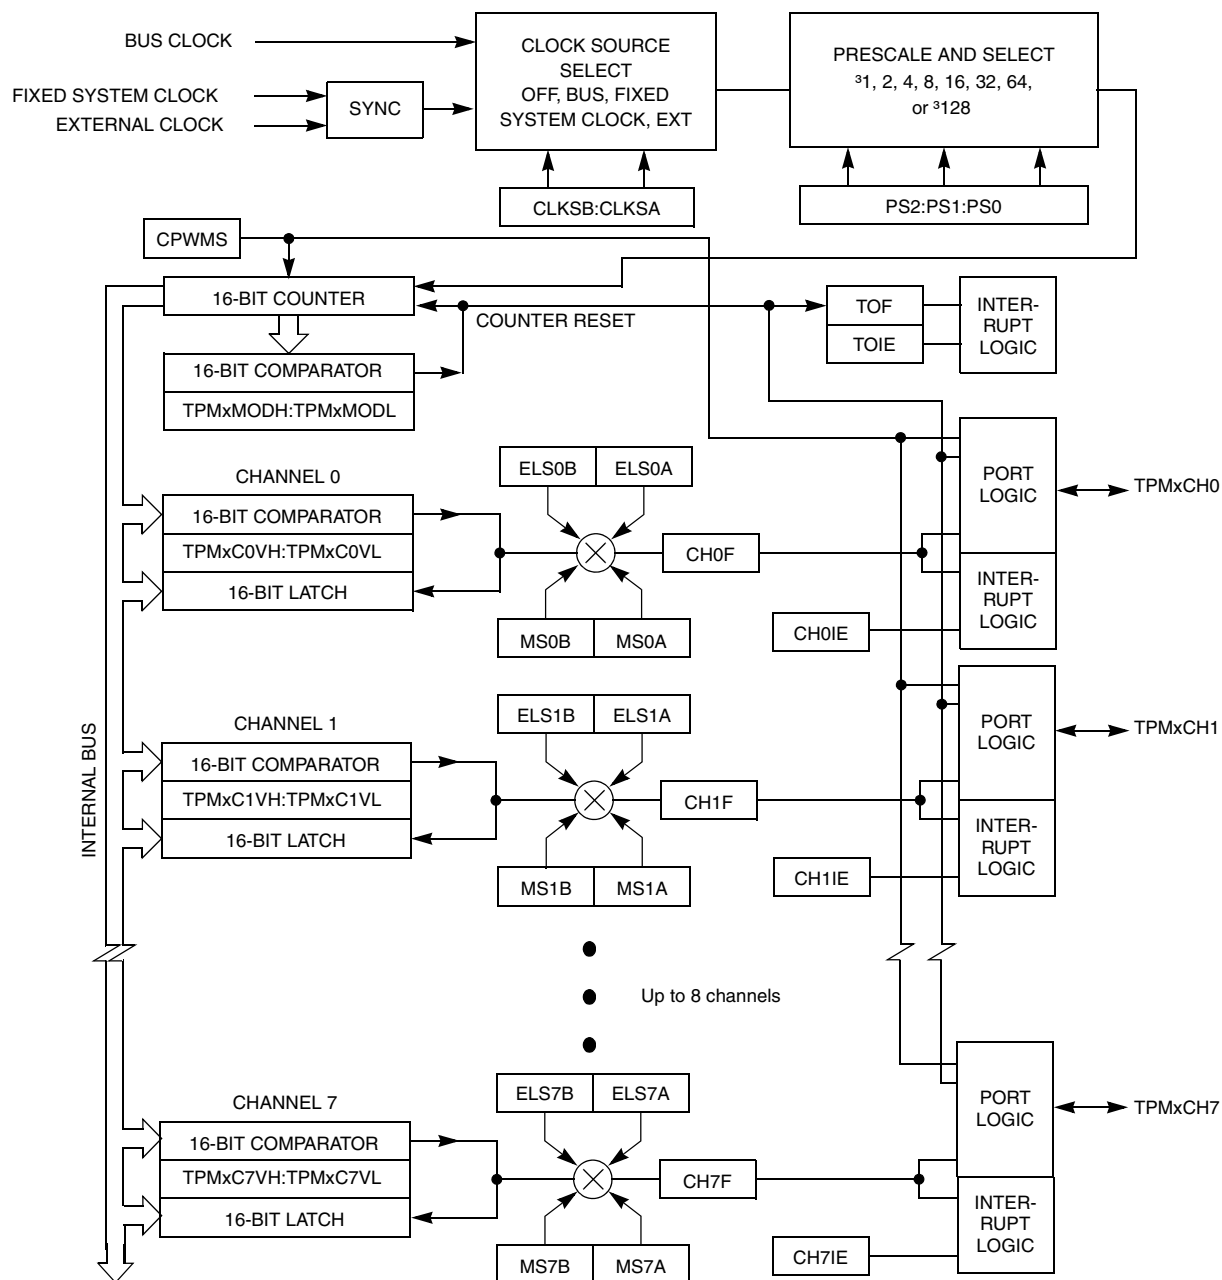 BUS CLOCK
FIXED SYSTEM CLOCK
EXTERNAL CLOCK
SYNC
CLOCK SOURCE
SELECT
OFF, BUS, FIXED
SYSTEM CLOCK, EXT
PRESCALE AND SELECT
³1, 2, 4, 8, 16, 32, 64,
or ³128
CLKSB:CLKSA
PS2:PS1:PS0
CPWMS
16-BIT COUNTER
COUNTER RESET
TOF
TOIE
INTER-
RUPT
LOGIC
16-BIT COMPARATOR
TPMxMODH:TPMxMODL
INTERNAL BUS
CHANNEL 0
16-BIT COMPARATOR
TPMxC0VH:TPMxC0VL
16-BIT LATCH
ELS0B
ELS0A
MS0B
MS0A
CH0F
CH0IE
PORT
LOGIC
INTER-
RUPT
LOGIC
TPMxCH0
CHANNEL 1
16-BIT COMPARATOR
TPMxC1VH:TPMxC1VL
16-BIT LATCH
ELS1B
ELS1A
MS1B
MS1A
CH1F
CH1IE
PORT
LOGIC
INTER-
RUPT
LOGIC
TPMxCH1
Up to 8 channels
CHANNEL 7
16-BIT COMPARATOR
TPMxC7VH:TPMxC7VL
16-BIT LATCH
ELS7B
ELS7A
MS7B
MS7A
CH7F
CH7IE
PORT
LOGIC
INTER-
RUPT
LOGIC
TPMxCH7